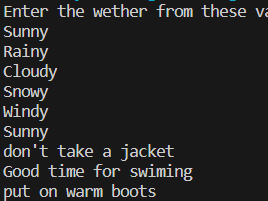 Enter the wether from these va
Sunny
Rainy
Cloudy
Snowy
Windy
Sunny
don't take a jacket
Good time for swiming
put on warm boots